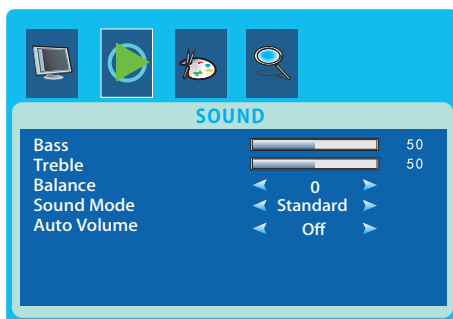 SOUND
Bass 50
Treble 50
Balance 0
Sound Mode Standard
Auto Volume Off